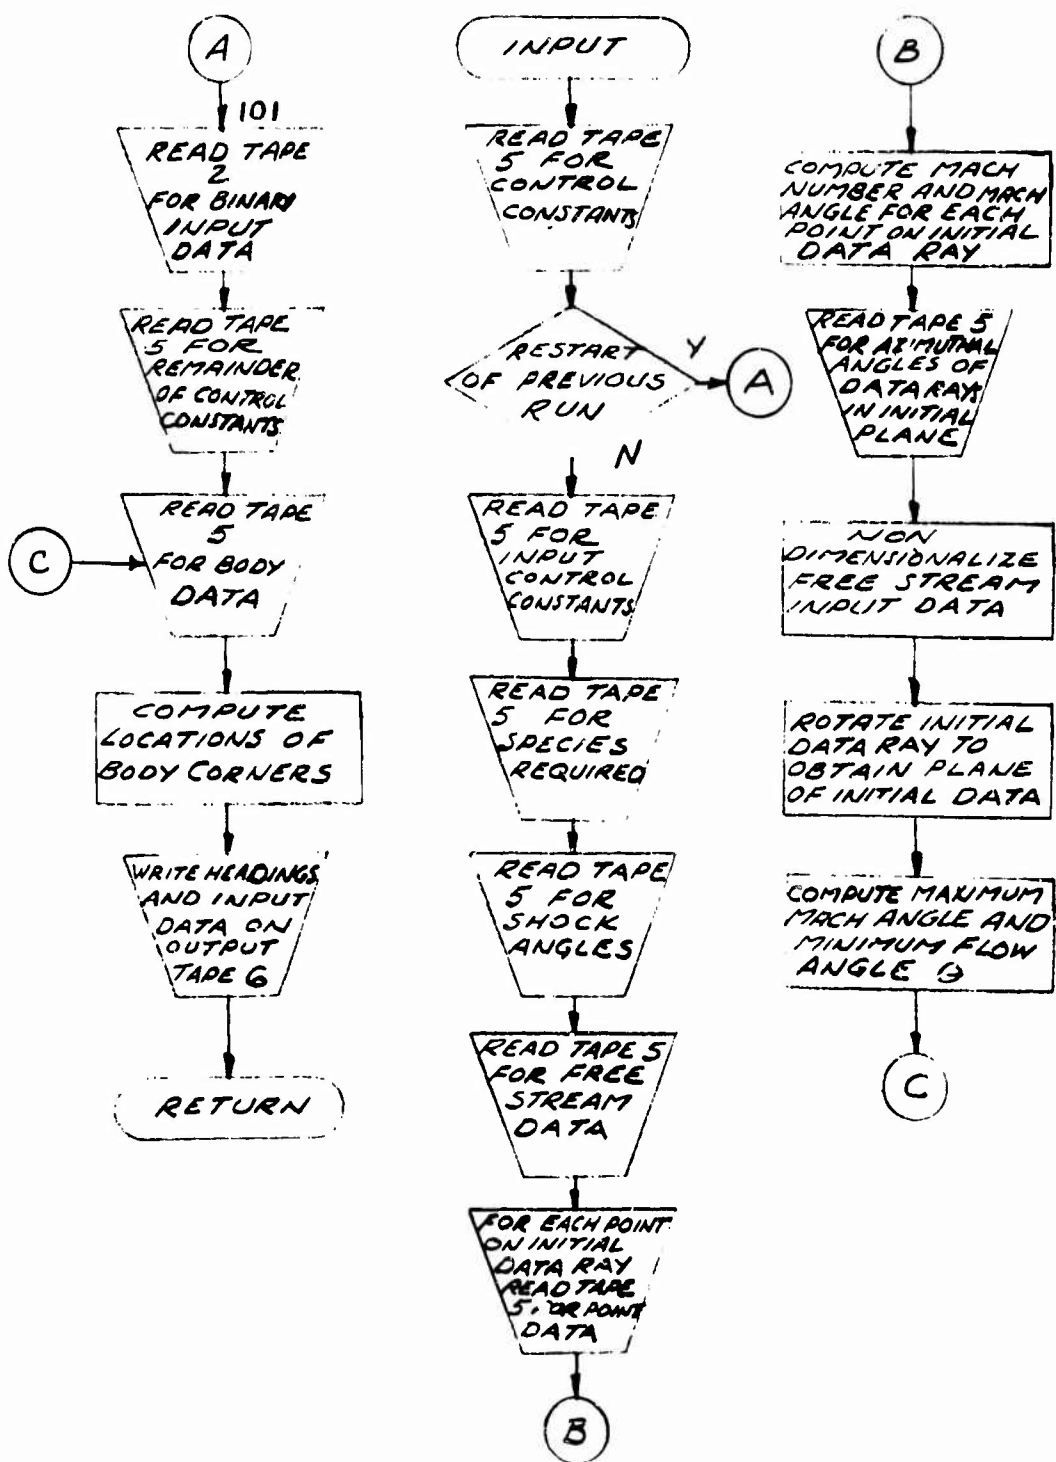 A
101
READ TAPE
2
FOR BINARY
INPUT
DATA
READ TAPE
5 FOR
REMAINDER
OF CONTROL
CONSTANTS
C
READ TAPE
5
FOR BODY
DATA
COMPUTE
LOCATIONS OF
BODY CORNERS
WRITE HEADINGS
AND INPUT
DATA ON
OUTPUT
TAPE 6
RETURN
INPUT
READ TAPE
5 FOR
CONTROL
CONSTANTS
RESTART
OF PREVIOUS
RUN
Y
A
N
READ TAPE
5 FOR
INPUT
CONTROL
CONSTANTS
READ TAPE
5 FOR
SPECIES
REQUIRED
READ TAPE
5 FOR
SHOCK
ANGLES
READ TAPE 5
FOR FREE
STREAM
DATA
FOR EACH POINT
ON INITIAL
DATA RAY
READ TAPE
5 POINT
DATA
B
B
COMPUTE MACH
NUMBER AND MACH
ANGLE FOR EACH
POINT ON INITIAL
DATA RAY
READ TAPE 5
FOR AZIMUTHAL
ANGLES OF
DATA RAYS
IN INITIAL
PLANE
NON
DIMENSIONALIZE
FREE STREAM
INPUT DATA
ROTATE INITIAL
DATA RAY TO
OBTAIN PLANE
OF INITIAL DATA
COMPUTE MAXIMUM
MACH ANGLE AND
MINIMUM FLOW
ANGLE
C